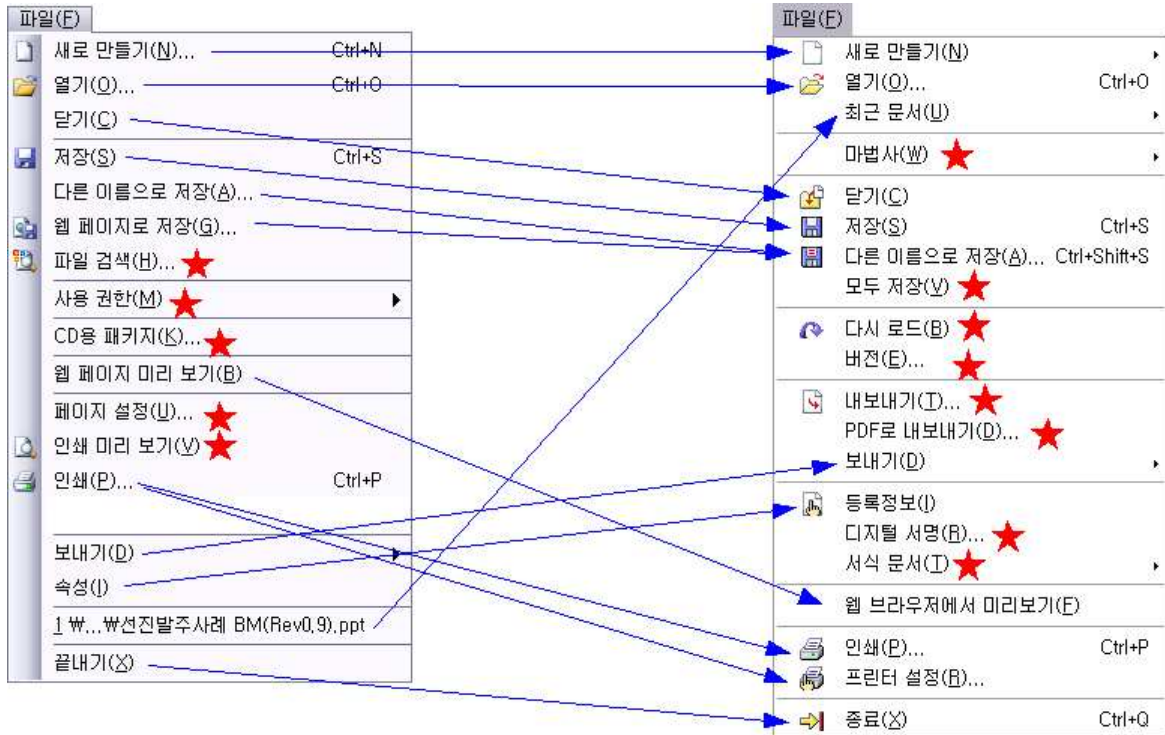 파일(F)
새로 만들기(N)... Ctrl+N
열기(O)... Ctrl+O
닫기(C)
저장(S) Ctrl+S
다른 이름으로 저장(A)...
웹 페이지로 저장(G)...
파일 검색(H)...
사용 권한(M)
CD용 패키지(K)...
웹 페이지 미리 보기(B)
페이지 설정(U)...
인쇄 미리 보기(V)
인쇄(P)... Ctrl+P
보내기(D)
속성(I)
1 ₩...₩선진발주사례 BM(Rev0,9).ppt
끝내기(X)
파일(F)
새로 만들기(N)
열기(O)... Ctrl+O
최근 문서(U)
마법사(W)
닫기(C)
저장(S) Ctrl+S
다른 이름으로 저장(A)... Ctrl+Shift+S
모두 저장(V)
다시 로드(B)
버전(E)...
내보내기(T)...
PDF로 내보내기(D)...
보내기(D)
등록정보(I)
디지털 서명(R)...
서식 문서(T)
웹 브라우저에서 미리보기(F)
인쇄(P)... Ctrl+P
프린터 설정(R)...
종료(X) Ctrl+Q